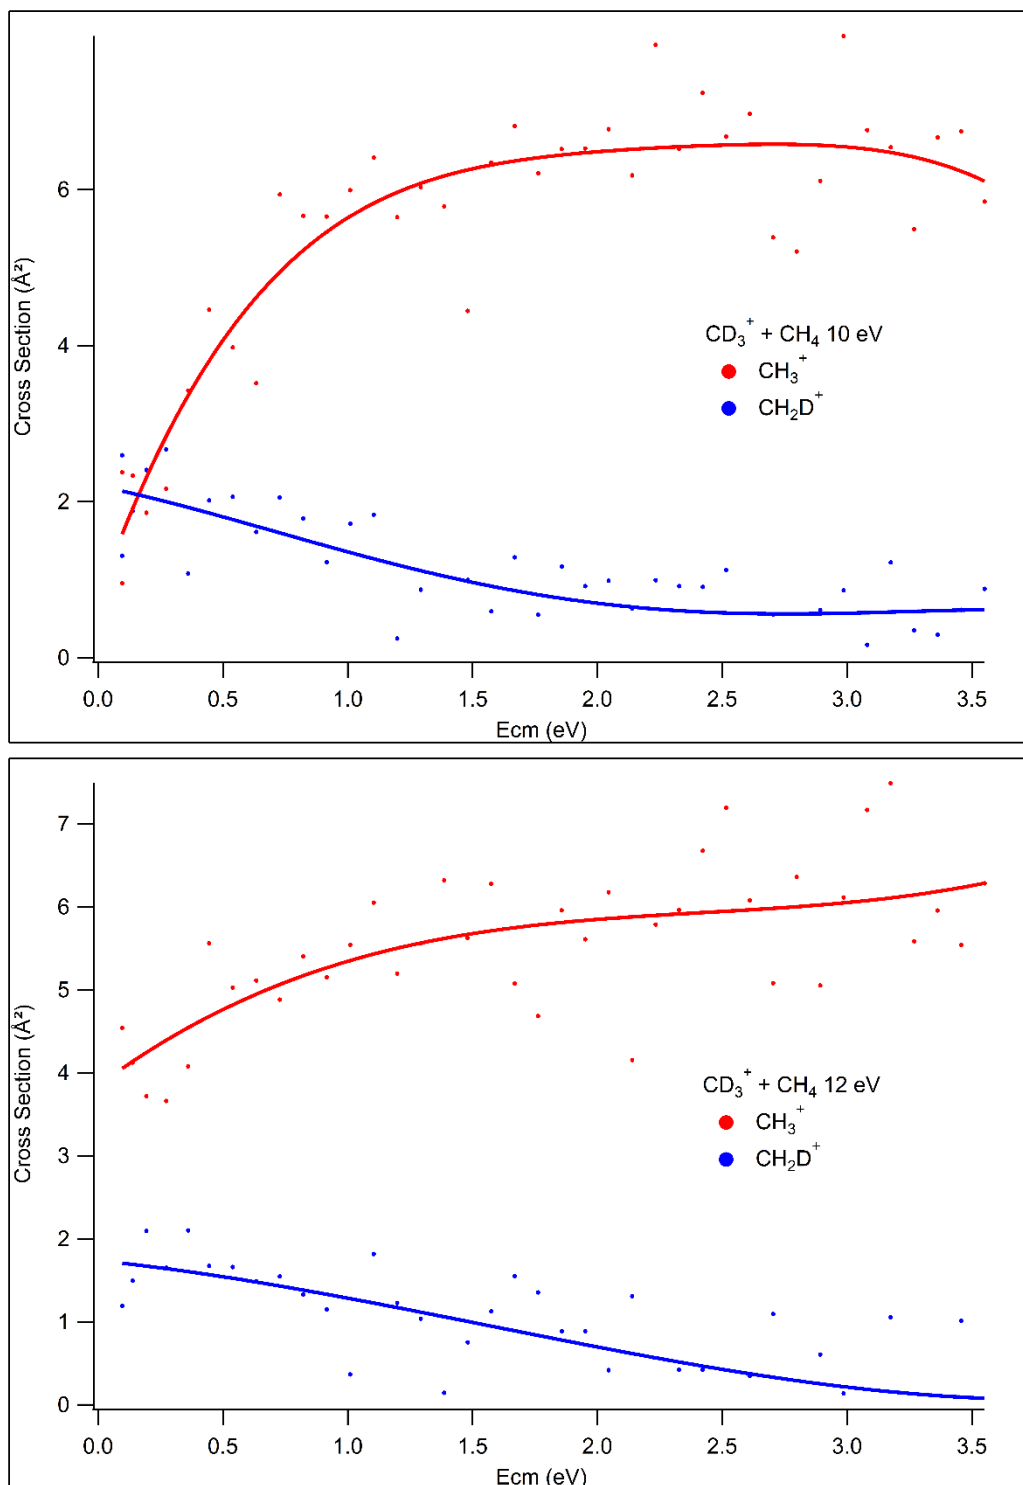 Cross Section (Å²)
6
4
2
0
CD₃⁺ + CH₄ 10 eV
CH₃⁺
CH₂D⁺
0.0 0.5 1.0 1.5 2.0 2.5 3.0 3.5
Ecm (eV)
Cross Section (Å²)
7
6
5
4
3
2
1
0
CD₃⁺ + CH₄ 12 eV
CH₃⁺
CH₂D⁺
0.0 0.5 1.0 1.5 2.0 2.5 3.0 3.5
Ecm (eV)